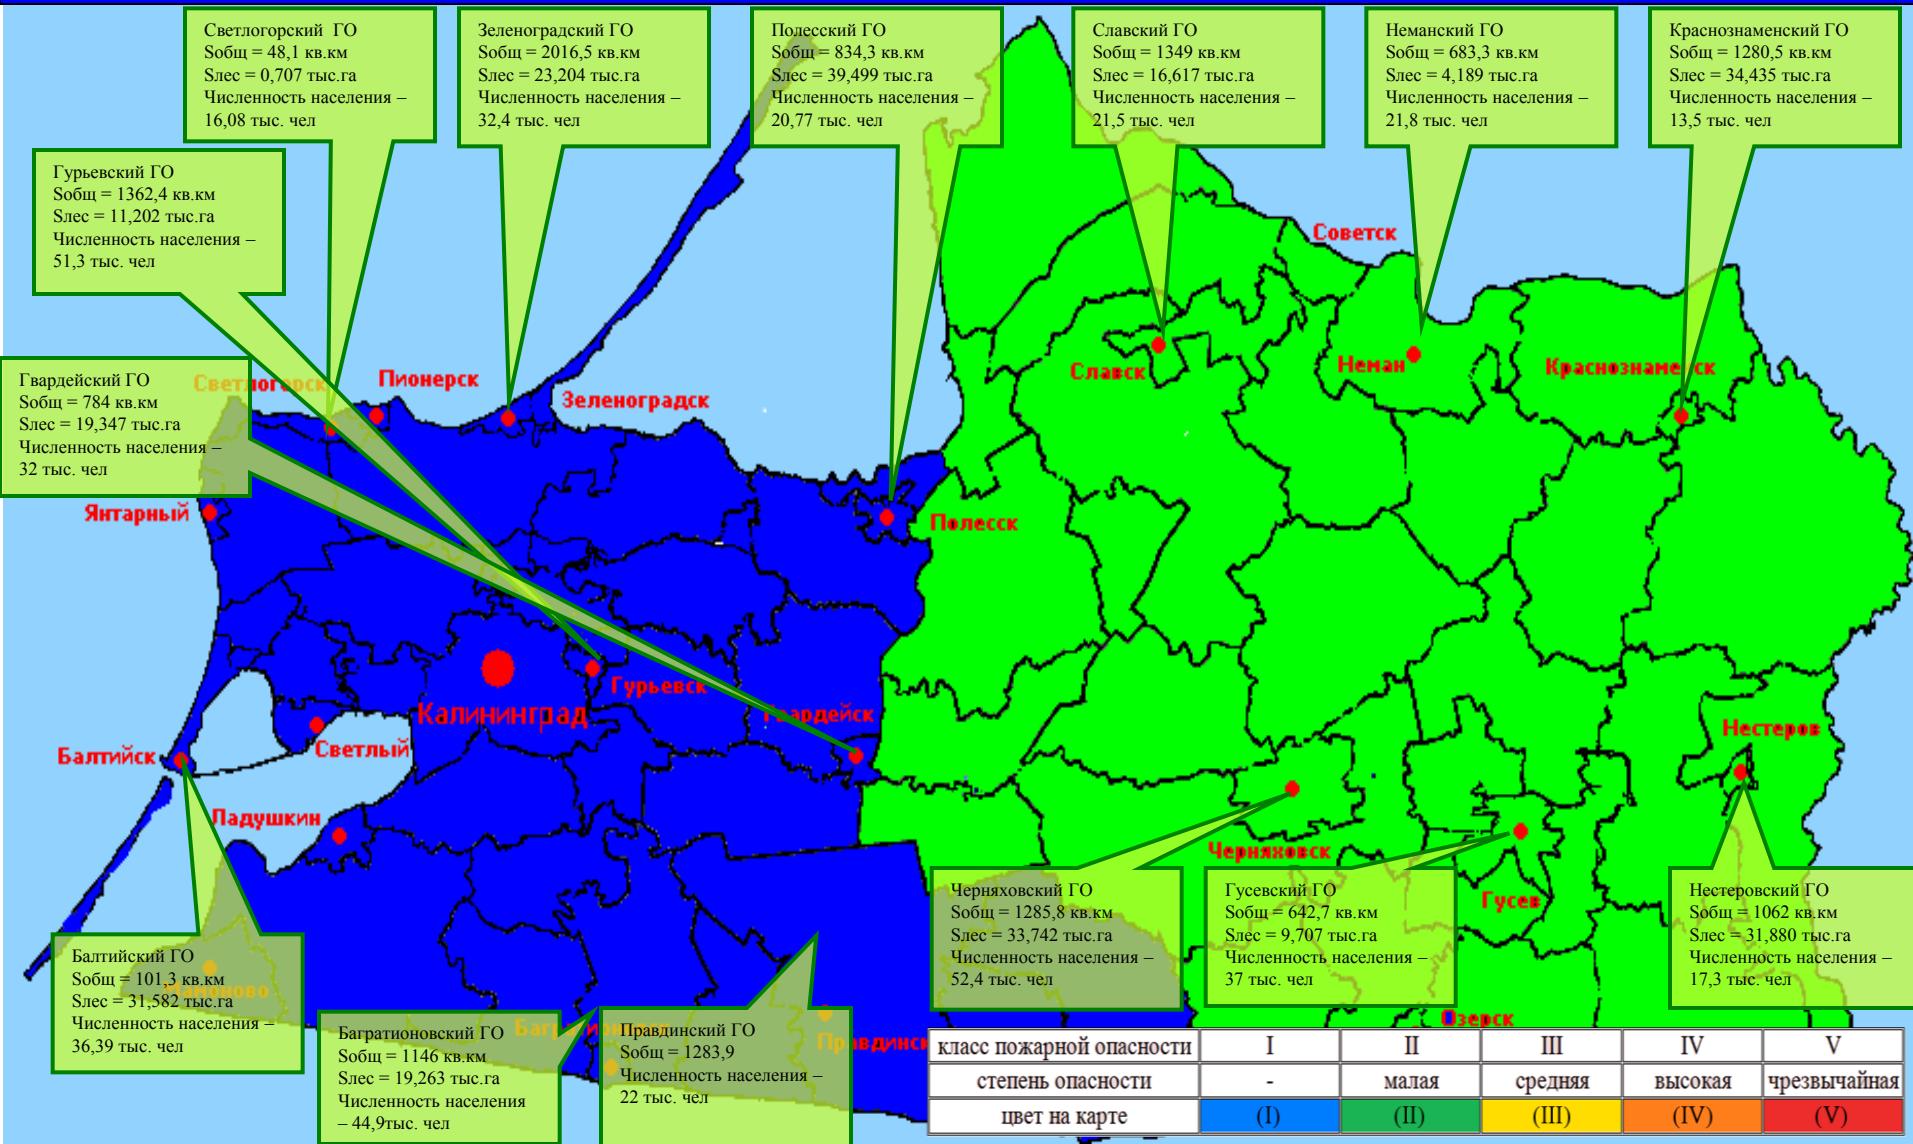 Светлогорский ГО
Sобщ = 48,1 кв.км
Sлес = 0,707 тыс.га
Численность населения –
16,08 тыс. чел
Зеленоградский ГО
Sобщ = 2016,5 кв.км
Sлес = 23,204 тыс.га
Численность населения –
32,4 тыс. чел
Полесский ГО
Sобщ = 834,3 кв.км
Sлес = 39,499 тыс.га
Численность населения –
20,77 тыс. чел
Славский ГО
Sобщ = 1349 кв.км
Sлес = 16,617 тыс.га
Численность населения –
21,5 тыс. чел
Неманский ГО
Sобщ = 683,3 кв.км
Sлес = 4,189 тыс.га
Численность населения –
21,8 тыс. чел
Краснознаменский ГО
Sобщ = 1280,5 кв.км
Sлес = 34,435 тыс.га
Численность населения –
13,5 тыс. чел
Гурьевский ГО
Sобщ = 1362,4 кв.км
Sлес = 11,202 тыс.га
Численность населения –
51,3 тыс. чел
Советск
Гвардейский ГО
Sобщ = 784 кв.км
Sлес = 19,347 тыс.га
Численность населения –
32 тыс. чел
Светлогорск
Пионерск
Зеленоградск
Славск
Неман
Краснознаменск
Янтарный
Полесск
Гурьевск
Калининград
Гвардейск
Нестеров
Балтийск
Светлый
Ладушкин
Черняховск
Гусев
Черняховский ГО
Sобщ = 1285,8 кв.км
Sлес = 33,742 тыс.га
Численность населения –
52,4 тыс. чел
Гусевский ГО
Sобщ = 642,7 кв.км
Sлес = 9,707 тыс.га
Численность населения –
37 тыс. чел
Нестеровский ГО
Sобщ = 1062 кв.км
Sлес = 31,880 тыс.га
Численность населения –
17,3 тыс. чел
Балтийский ГО
Sобщ = 101,3 кв.км
Sлес = 31,582 тыс.га
Численность населения –
36,39 тыс. чел
Мамоново
Багратионовский ГО
Sобщ = 1146 кв.км
Sлес = 19,263 тыс.га
Численность населения
– 44,9тыс. чел
Багратионовск
Правдинский ГО
Sобщ = 1283,9
Численность населения –
22 тыс. чел
Правдинск
Озерск
класс пожарной опасности I II III IV V
степень опасности - малая средняя высокая чрезвычайная
цвет на карте (I) (II) (III) (IV) (V)